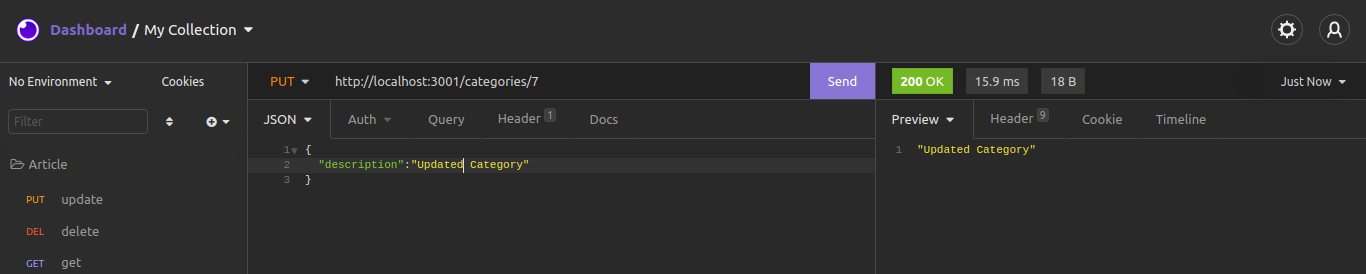 Dashboard / My Collection
No Environment Cookies
PUT http://localhost:3001/categories/7 Send
200 OK 15.9 ms 18 B Just Now
Filter
JSON Auth Query Header 1 Docs
Preview Header 9 Cookie Timeline
Article
PUT update
DEL delete
GET get
1 {
2 "description":"Updated Category"
3 }
1 "Updated Category"